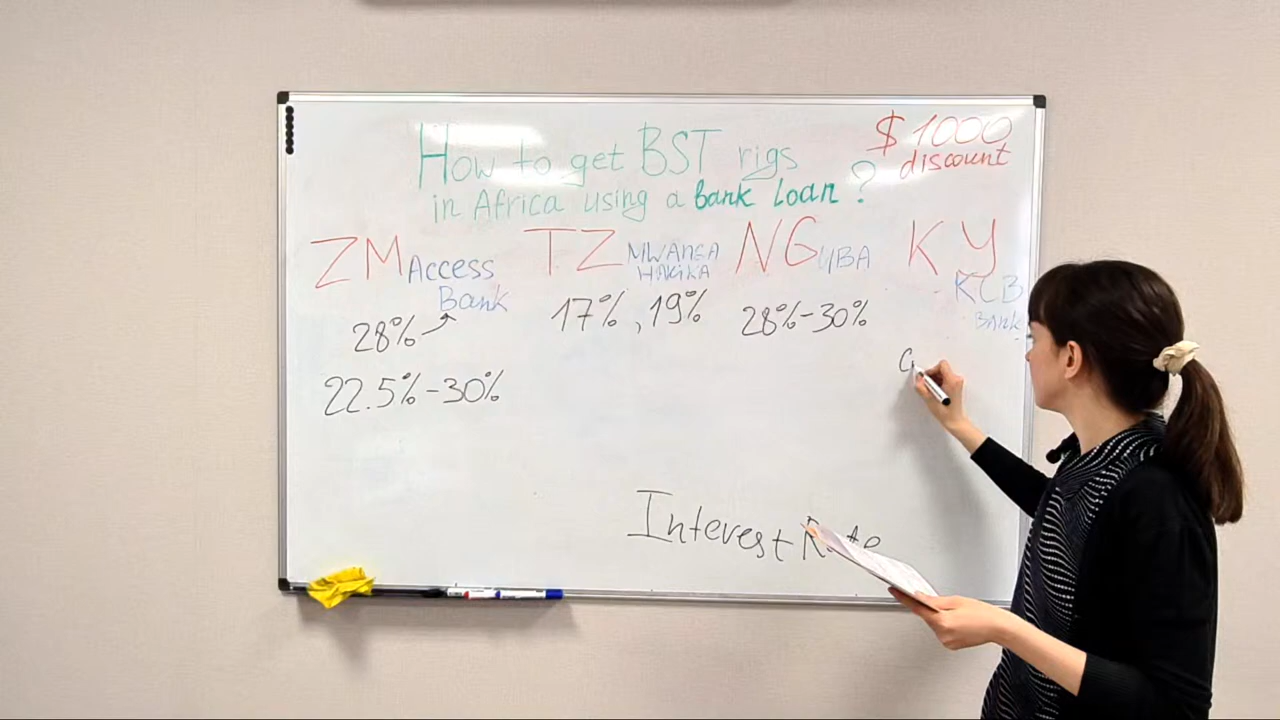 How to get BST rigs
in Africa using a bank loan?
$1000
discount
ZM Access
Bank
28%
22.5%-30%
TZ MWANGA
HAKIKA
17%, 19%
NG UBA
28%-30%
KY
KCB
Bank
Interest Rate